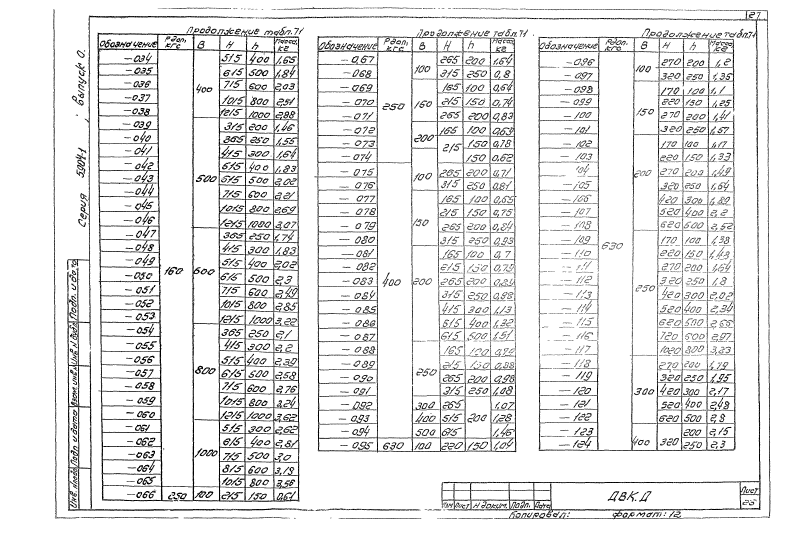 27
Серия 5.004.1, выпуск 0.
Продолжение табл. 71
Обозначение Рдоп. кгс B H h Масса, кг
-034 160 400 515 400 1,65
-035 615 500 1,84
-036 715 600 2,03
-037 1015 800 2,51
-038 1215 1000 2,88
-039 500 315 200 1,46
-040 365 250 1,55
-041 415 300 1,64
-042 515 400 1,83
-043 615 500 2,02
-044 715 600 2,21
-045 1015 800 2,69
-046 1215 1000 3,07
-047 600 365 250 1,74
-048 415 300 1,83
-049 515 400 2,02
-050 615 500 2,3
-051 715 600 2,49
-052 1015 800 2,85
-053 1215 1000 3,22
-054 800 365 250 2,1
-055 415 300 2,2
-056 515 400 2,39
-057 615 500 2,58
-058 715 600 2,76
-059 1015 800 3,24
-060 1215 1000 3,62
-061 1000 515 300 2,62
-062 615 400 2,81
-063 715 500 3,0
-064 815 600 3,19
-065 1015 800 3,56
-066 250 100 215 150 0,61
Продолжение табл. 71
Обозначение Рдоп. кгс B H h Масса, кг
-067 250 100 265 200 1,64
-068 315 250 0,8
-069 160 165 100 0,64
-070 215 150 0,74
-071 265 200 0,83
-072 200 165 100 0,69
-073 215 150 0,78
-074 150 0,62
-075 400 100 265 200 0,71
-076 315 250 0,81
-077 150 165 100 0,65
-078 215 150 0,75
-079 265 200 0,84
-080 315 250 0,93
-081 200 165 100 0,7
-082 215 150 0,79
-083 265 200 0,89
-084 315 250 0,98
-085 415 300 1,13
-086 515 400 1,32
-087 615 500 1,51
-088 250 165 100
-089 215 150
-090 265 200 0,98
-091 315 250 1,08
-092 300 265 200 1,07
-093 400 515 1,28
-094 500 615 1,46
-095 630 100 220 150 1,04
Продолжение табл. 71
Обозначение Рдоп. кгс B H h Масса, кг
-096 630 100 270 200 1,2
-097 320 250 1,35
-098 150 170 100 1,1
-099 220 150 1,25
-100 270 200 1,41
-101 320 250 1,57
-102 200 170 100 1,17
-103 220 150 1,33
-104 270 200 1,49
-105 320 250 1,64
-106 420 300 1,89
-107 520 400 2,2
-108 620 500 2,52
-109 250 170 100 1,38
-110 220 150 1,43
-111 270 200 1,64
-112 320 250 1,8
-113 420 300 2,02
-114 520 400 2,34
-115 620 500 2,65
-116 720 600 2,97
-117 1020 800 3,23
-118 300 270 200 1,79
-119 320 250 1,95
-120 420 300 2,17
-121 520 400 2,48
-122 620 500 2,8
-123 400 320 200 2,15
-124 250 2,3
Инв. № подл. Подп. и дата Взам. инв. № Инв. № дубл. Подп. и дата
Изм Лист № докум. Подп. Дата
ДВК.Д
Лист
Копировал: формат: 12